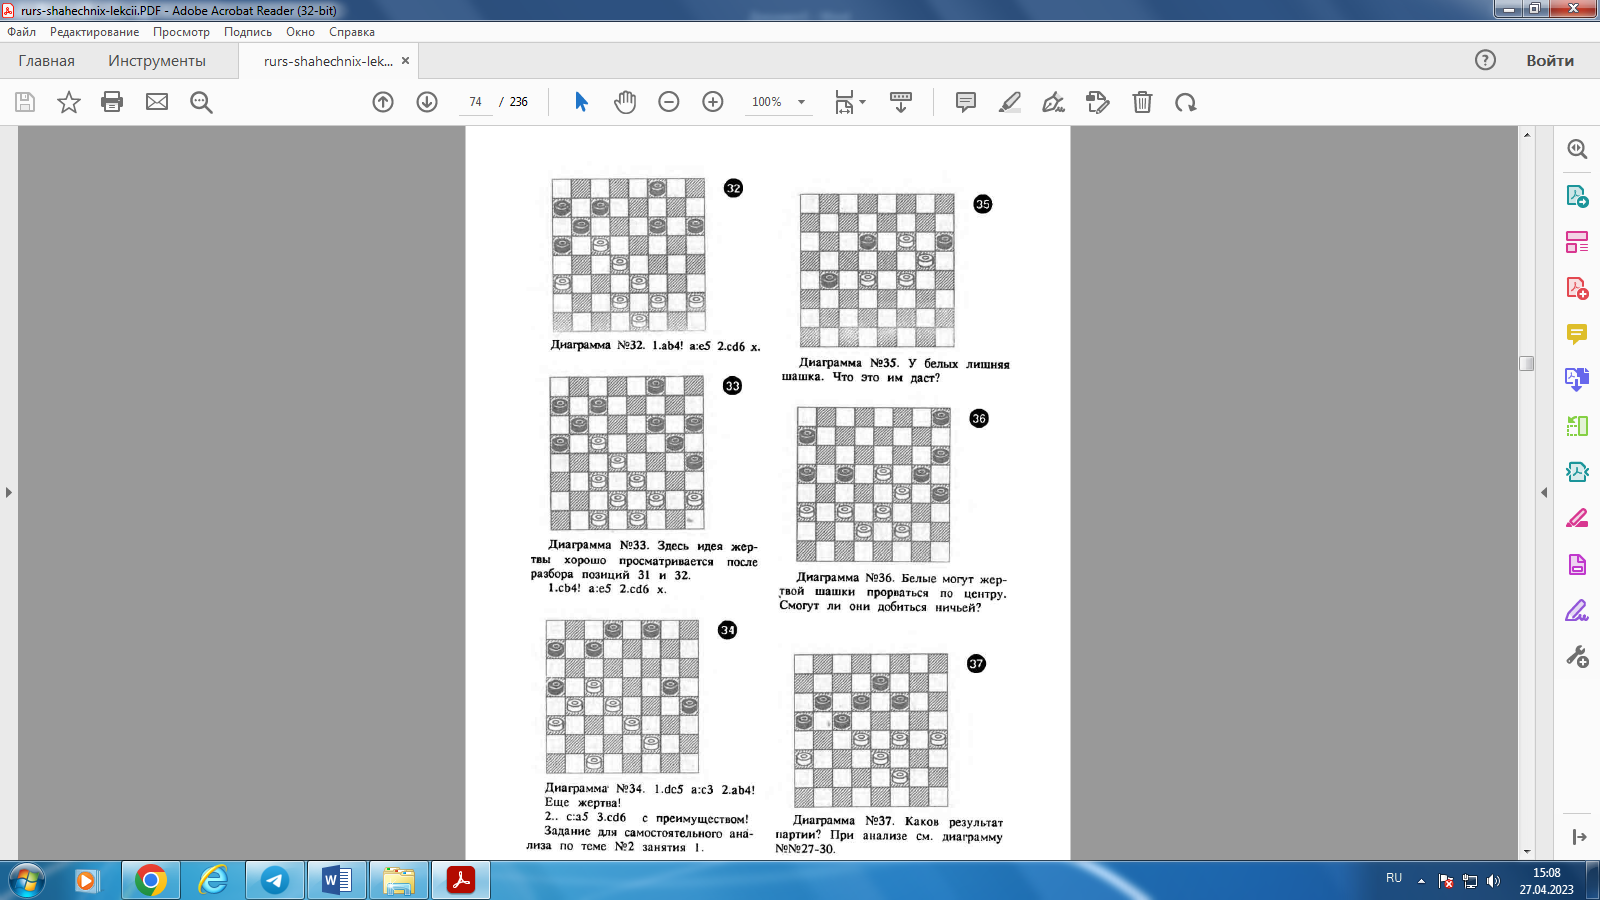 rurs-shahechnix-lekcii.PDF - Adobe Acrobat Reader (32-bit)
Файл Редактирование Просмотр Подпись Окно Справка
Главная Инструменты rurs-shahechnix-lek... × Войти
74 / 236 100%
32
Диаграмма №32. 1.ab4! a:e5 2.cd6 x.
33
Диаграмма №33. Здесь идея жер-
твы хорошо просматривается после
разбора позиций 31 и 32.
1.cb4! a:e5 2.cd6 x.
34
Диаграмма №34. 1.dc5 a:c3 2.ab4!
Еще жертва!
2.. c:a5 3.cd6 с преимуществом!
Задание для самостоятельного ана-
лиза по теме №2 занятия 1.
35
Диаграмма №35. У белых лишняя
шашка. Что это им даст?
36
Диаграмма №36. Белые могут жер-
твой шашки прорваться по центру.
Смогут ли они добиться ничьей?
37
Диаграмма №37. Каков результат
партии? При анализе см. диаграмму
№№27-30.
RU 15:08
27.04.2023